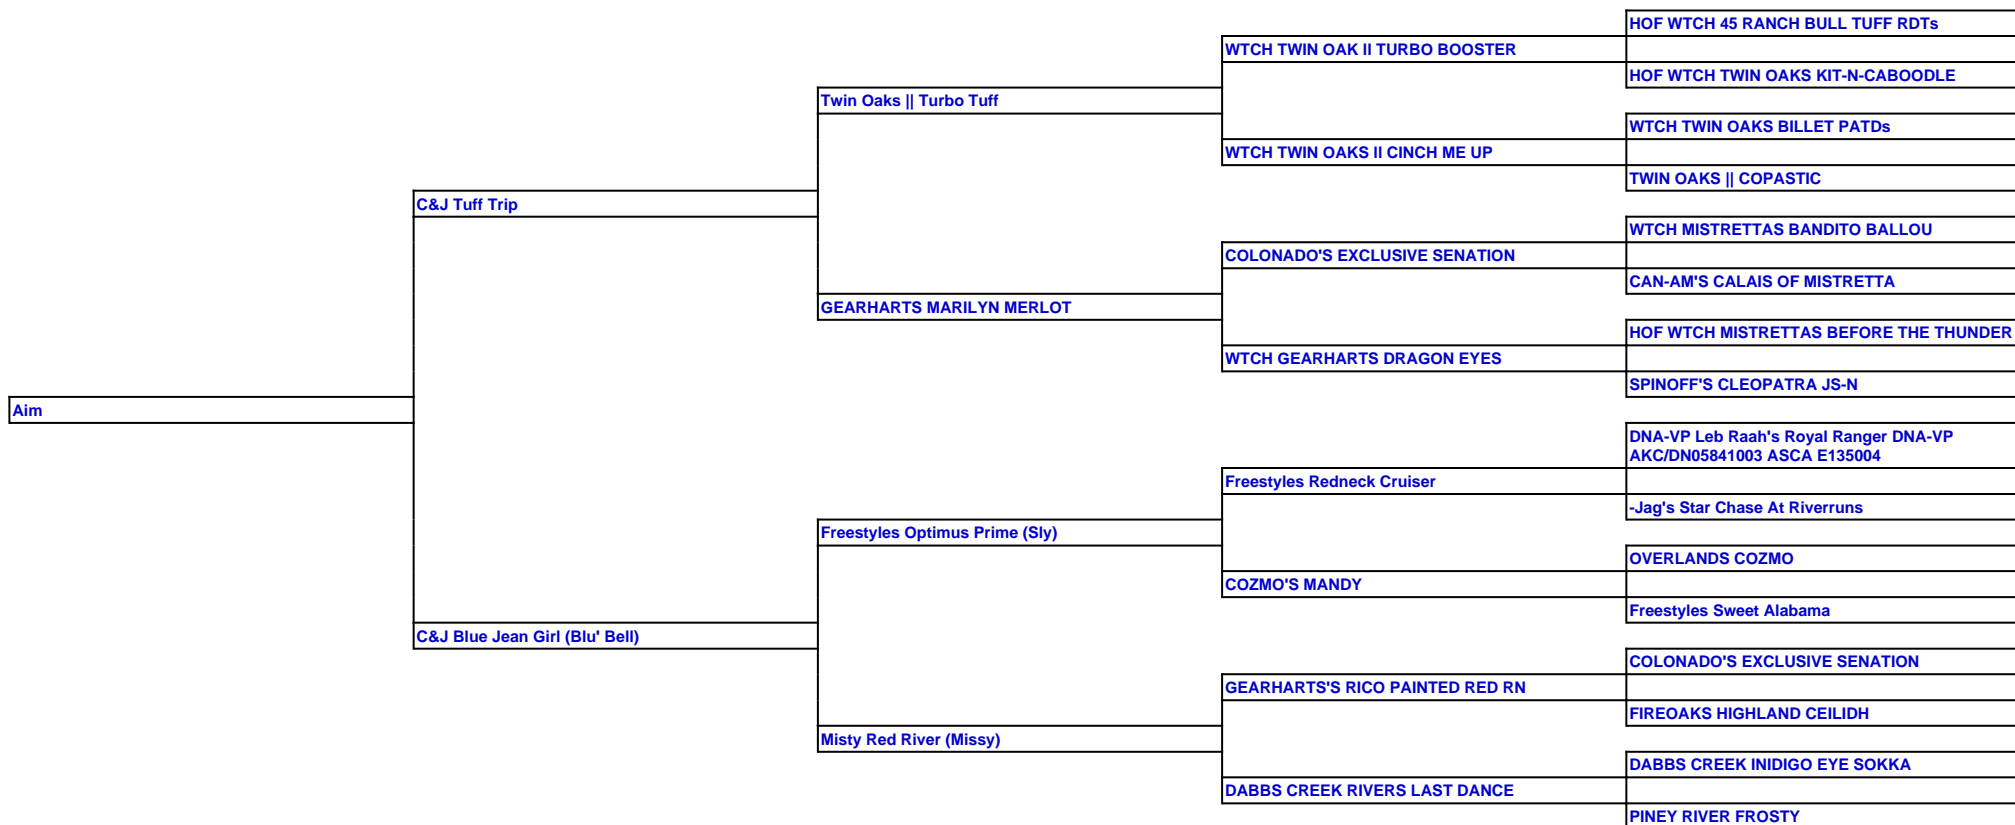 HOF WTCH 45 RANCH BULL TUFF RDTs
WTCH TWIN OAK II TURBO BOOSTER
HOF WTCH TWIN OAKS KIT-N-CABOODLE
Twin Oaks || Turbo Tuff
WTCH TWIN OAKS BILLET PATDs
WTCH TWIN OAKS II CINCH ME UP
TWIN OAKS || COPASTIC
C&J Tuff Trip
WTCH MISTRETTAS BANDITO BALLOU
COLONADO'S EXCLUSIVE SENATION
CAN-AM'S CALAIS OF MISTRETTA
GEARHARTS MARILYN MERLOT
HOF WTCH MISTRETTAS BEFORE THE THUNDER
WTCH GEARHARTS DRAGON EYES
SPINOFF'S CLEOPATRA JS-N
Aim
DNA-VP Leb Raah's Royal Ranger DNA-VP
AKC/DN05841003 ASCA E135004
Freestyles Redneck Cruiser
-Jag's Star Chase At Riverruns
Freestyles Optimus Prime (Sly)
OVERLANDS COZMO
COZMO'S MANDY
Freestyles Sweet Alabama
C&J Blue Jean Girl (Blu' Bell)
COLONADO'S EXCLUSIVE SENATION
GEARHARTS'S RICO PAINTED RED RN
FIREOAKS HIGHLAND CEILIDH
Misty Red River (Missy)
DABBS CREEK INIDIGO EYE SOKKA
DABBS CREEK RIVERS LAST DANCE
PINEY RIVER FROSTY